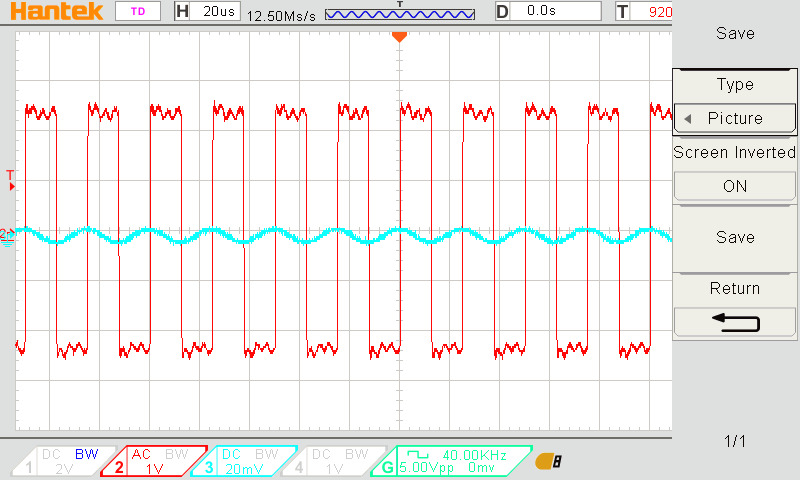 Hantek TD H 20us 12.50Ms/s T D 0.0s T 920
Save
Type
Picture
Screen Inverted
ON
Save
Return
1/1
T
2
1 DC BW 2V
2 AC BW 1V
3 DC BW 20mV
4 DC BW 1V
G 40.00KHz 5.00Vpp 0mv
8